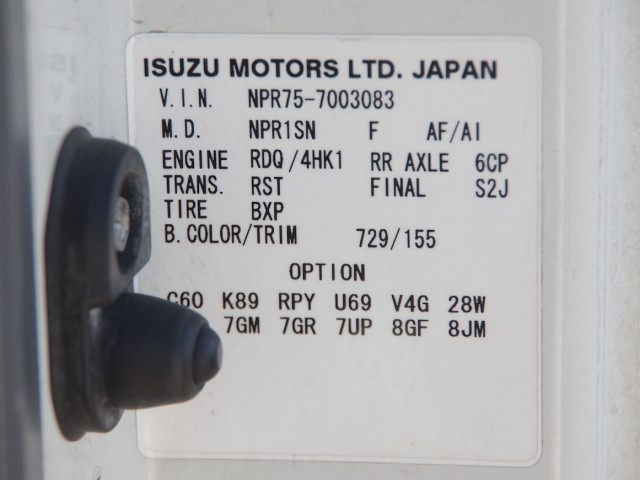 ISUZU MOTORS LTD. JAPAN
V.I.N. NPR75-7003083
M.D. NPR1SN F AF/AI
ENGINE RDQ/4HK1 RR AXLE 6CP
TRANS. RST FINAL S2J
TIRE BXP
B.COLOR/TRIM 729/155
OPTION
C60 K89 RPY U69 V4G 28W
7GM 7GR 7UP 8GF 8JM